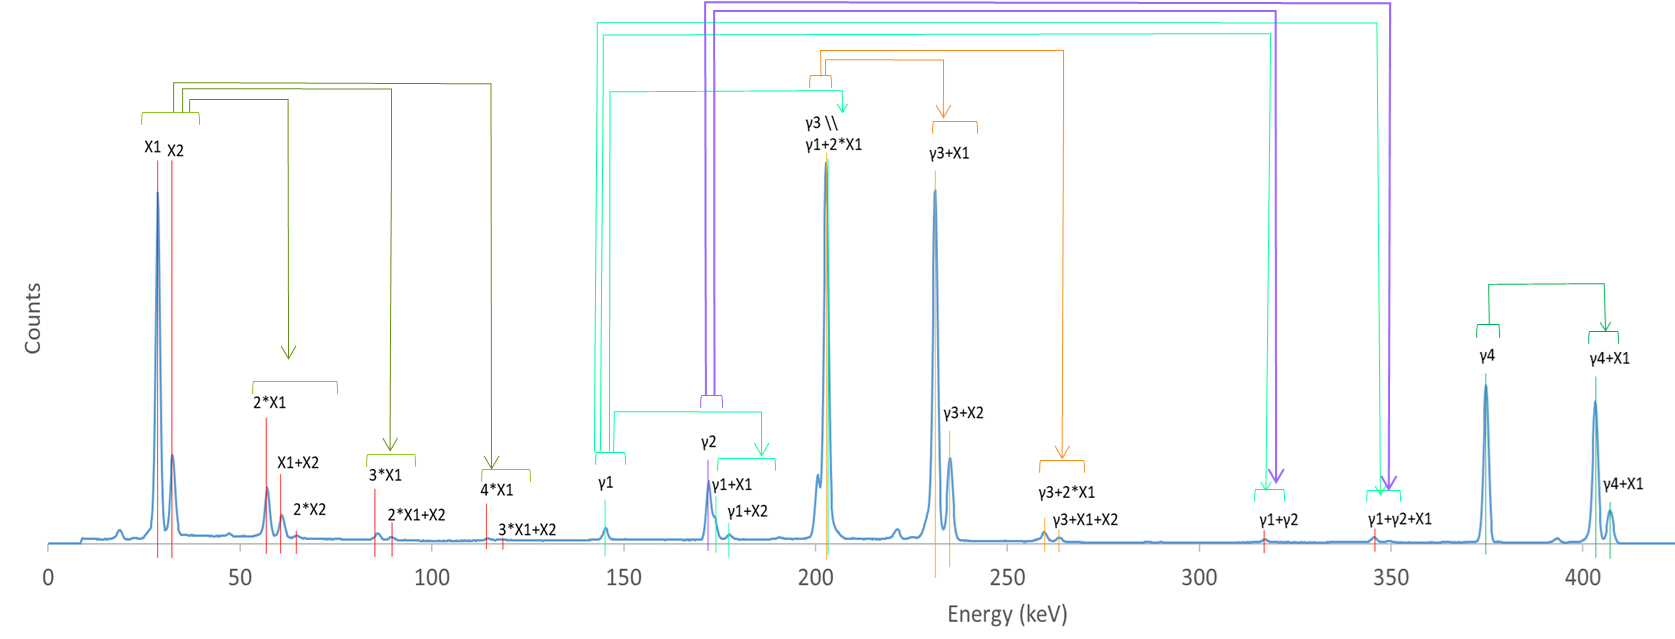 γ3 \\
γ1+2*X1
X1
X2
γ3+X1
Counts
γ4
γ4+X1
2*X1
γ3+X2
γ2
X1+X2
3*X1
γ1
γ1+X1
4*X1
γ3+2*X1
γ4+X1
2*X2
2*X1+X2
γ1+X2
γ3+X1+X2
γ1+γ2
γ1+γ2+X1
3*X1+X2
0
50
100
150
200
250
300
350
400
Energy (keV)